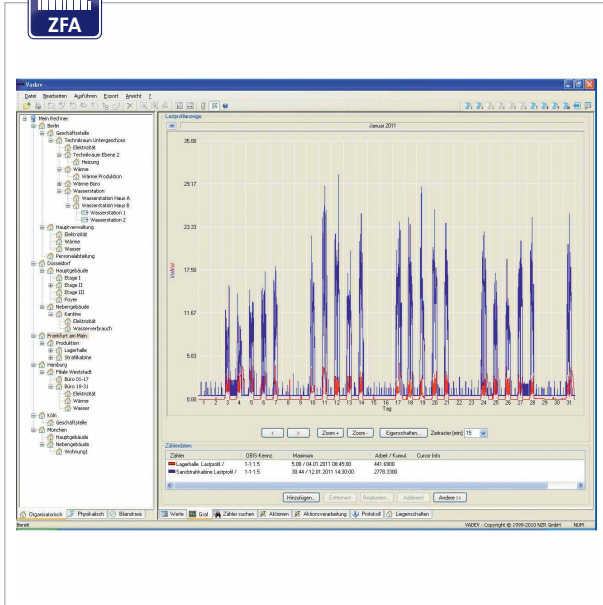 ZFA
Vadev
Datei Bearbeiten Ausführen Export Ansicht ?
Mein Rechner
Berlin
Geschäftsstelle
Technikraum Untergeschoss
Elektrizität
Technikraum Ebene 2
Heizung
Wärme
Wärme Produktion
Wärme Büro
Wasserstation
Wasserstation Haus A
Wasserstation Haus B
Wasserstation 1
Wasserstation 2
Hauptverwaltung
Elektrizität
Wärme
Wasser
Personalabteilung
Düsseldorf
Hauptgebäude
Etage I
Etage II
Etage III
Foyer
Nebengebäude
Kantine
Elektrizität
Wasserverbrauch
Frankfurt am Main
Produktion
Lagerhalle
Strahlkabine
Hamburg
Filiale Weststadt
Büro 01-17
Büro 18-31
Elektrizität
Wärme
Wasser
Köln
Geschäftsstelle
München
Hauptgebäude
Nebengebäude
Wohnung1
Organisatorisch Physikalisch Bilanzkreis
Lastprofilanzeige
Januar 2011
35.00
29.17
23.33
17.50
11.67
5.83
0.00
1 2 3 4 5 6 7 8 9 10 11 12 13 14 15 16 17 18 19 20 21 22 23 24 25 26 27 28 29 30 31
Tag
< > Zoom + Zoom - Eigenschaften... Zeitraster [min] 15
Zählerdaten:
Zähler OBIS-Kennz. Maximum Arbeit / Kumul. Cursor Info
Lagerhalle Lastprofil / 1-1:1.5 5.08 / 04.01.2011 08:45:00 441.6900
Sandstrahlkabine Lastprofil / 1-1:1.5 30.44 / 12.01.2011 14:30:00 2778.3300
Hinzufügen... Entfernen Bearbeiten... Addieren Andere >>
Werte Graf Zähler suchen Aktionen Aktionsverarbeitung Protokoll Liegenschaften
Bereit VADEV - Copyright © 1999-2010 NZR GmbH NUM